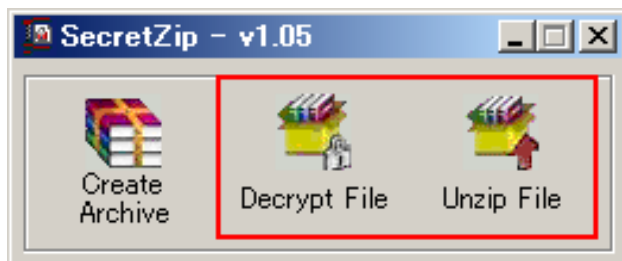 SecretZip - v1.05
Create
Archive
Decrypt File
Unzip File